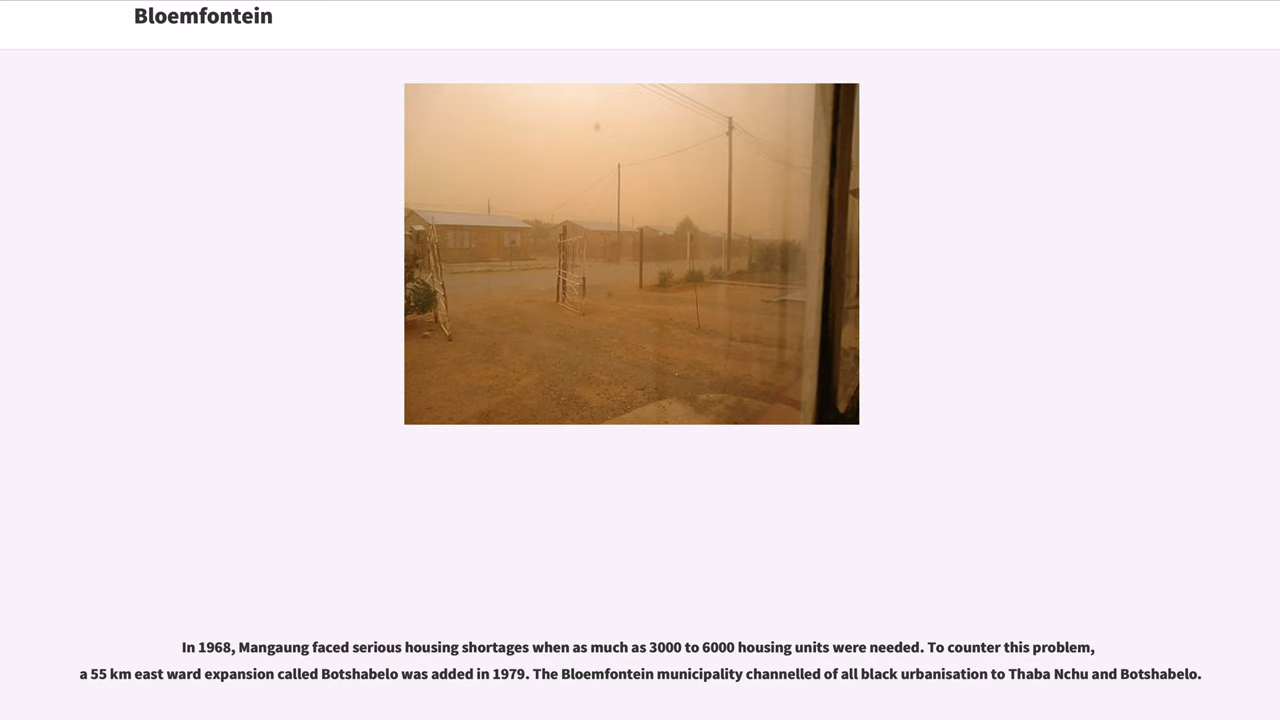 Bloemfontein
In 1968, Mangaung faced serious housing shortages when as much as 3000 to 6000 housing units were needed. To counter this problem,
a 55 km east ward expansion called Botshabelo was added in 1979. The Bloemfontein municipality channelled of all black urbanisation to Thaba Nchu and Botshabelo.